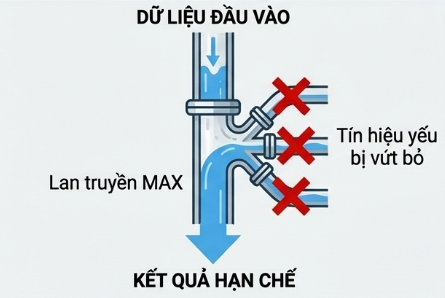 DỮ LIỆU ĐẦU VÀO
Tín hiệu yếu
bị vứt bỏ
Lan truyền MAX
KẾT QUẢ HẠN CHẾ